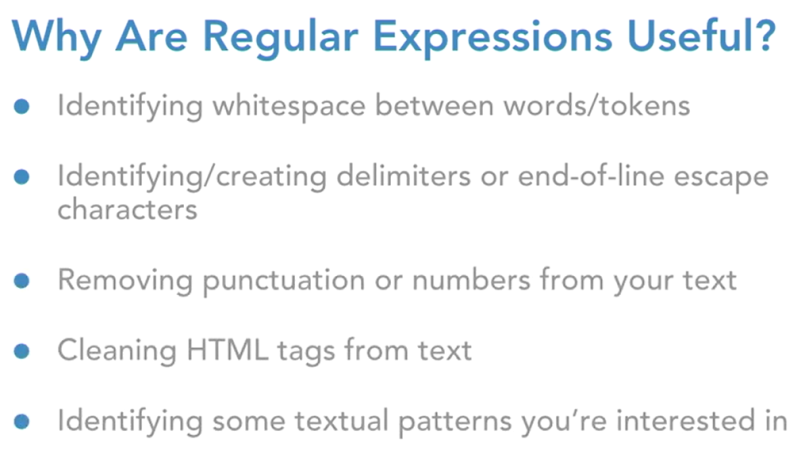 Why Are Regular Expressions Useful?
● Identifying whitespace between words/tokens
● Identifying/creating delimiters or end-of-line escape
characters
● Removing punctuation or numbers from your text
● Cleaning HTML tags from text
● Identifying some textual patterns you’re interested in